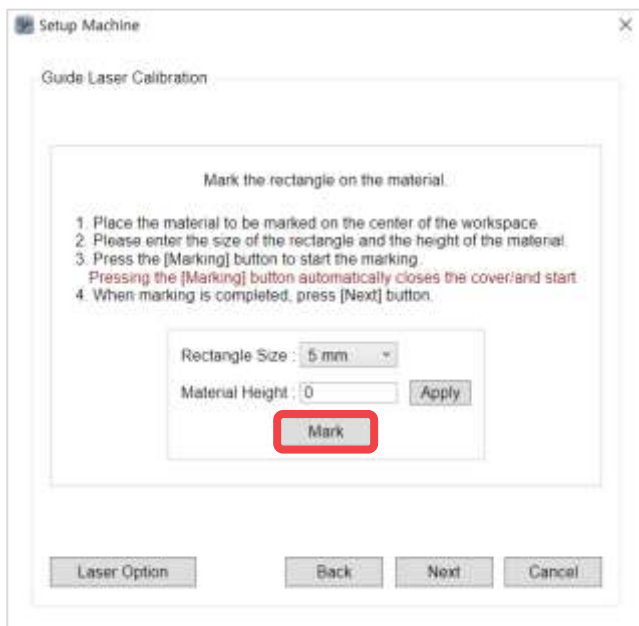 Setup Machine
Guide Laser Calibration
Mark the rectangle on the material.
1. Place the material to be marked on the center of the workspace.
2. Please enter the size of the rectangle and the height of the material.
3. Press the [Marking] button to start the marking.
Pressing the [Marking] button automatically closes the cover/and start
4. When marking is completed, press [Next] button.
Rectangle Size : 5 mm
Material Height : 0 Apply
Mark
Laser Option Back Next Cancel